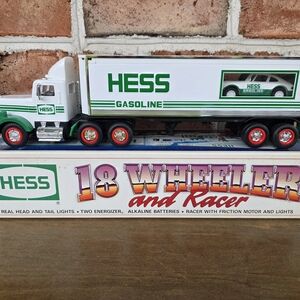 HESS
GASOLINE
HESS
GASOLINE
HESS
18 WHEELER
and Racer
REAL HEAD AND TAIL LIGHTS • TWO ENERGIZER, ALKALINE BATTERIES • RACER WITH FRICTION MOTOR AND LIGHTS